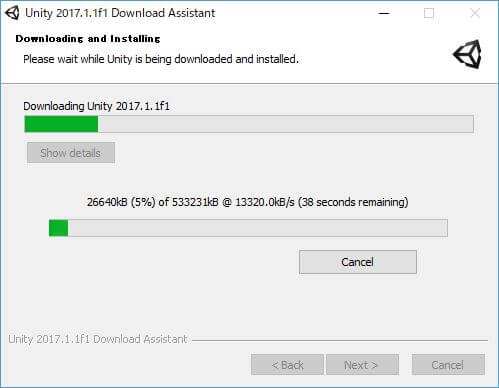 Unity 2017.1.1f1 Download Assistant
Downloading and Installing
Please wait while Unity is being downloaded and installed.
Downloading Unity 2017.1.1f1
Show details
26640kB (5%) of 533231kB @ 13320.0kB/s (38 seconds remaining)
Cancel
Unity 2017.1.1f1 Download Assistant
< Back Next > Cancel